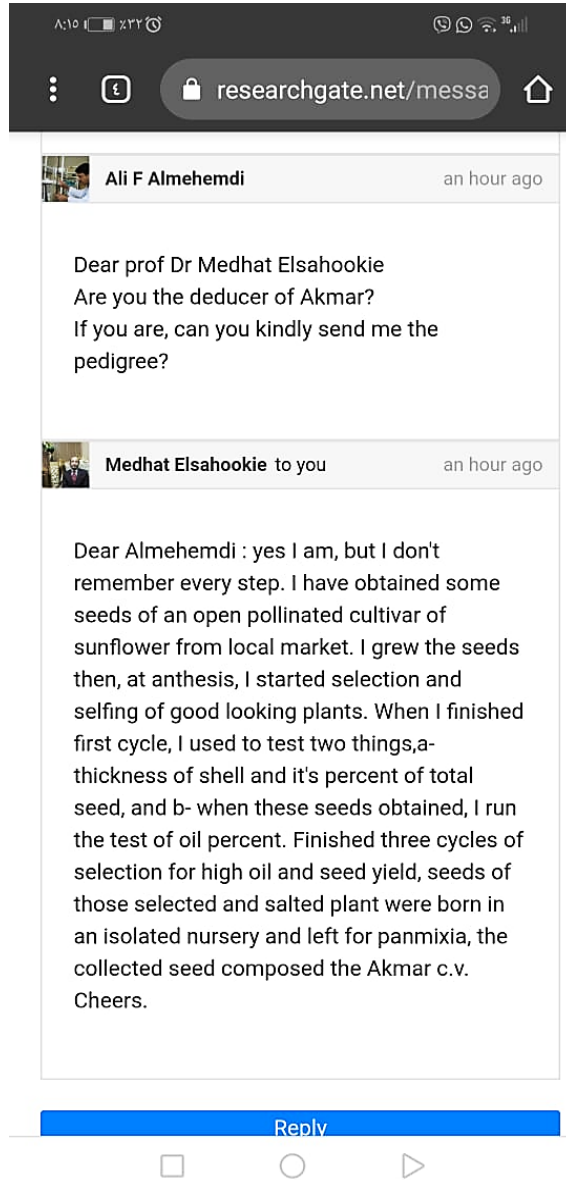 ٨:١٥ ٪٣٢ 3G
٤ researchgate.net/messa
Ali F Almehemdi an hour ago
Dear prof Dr Medhat Elsahookie
Are you the deducer of Akmar?
If you are, can you kindly send me the
pedigree?
Medhat Elsahookie to you an hour ago
Dear Almehemdi : yes I am, but I don't
remember every step. I have obtained some
seeds of an open pollinated cultivar of
sunflower from local market. I grew the seeds
then, at anthesis, I started selection and
selfing of good looking plants. When I finished
first cycle, I used to test two things,a-
thickness of shell and it's percent of total
seed, and b- when these seeds obtained, I run
the test of oil percent. Finished three cycles of
selection for high oil and seed yield, seeds of
those selected and salted plant were born in
an isolated nursery and left for panmixia, the
collected seed composed the Akmar c.v.
Cheers.
Reply